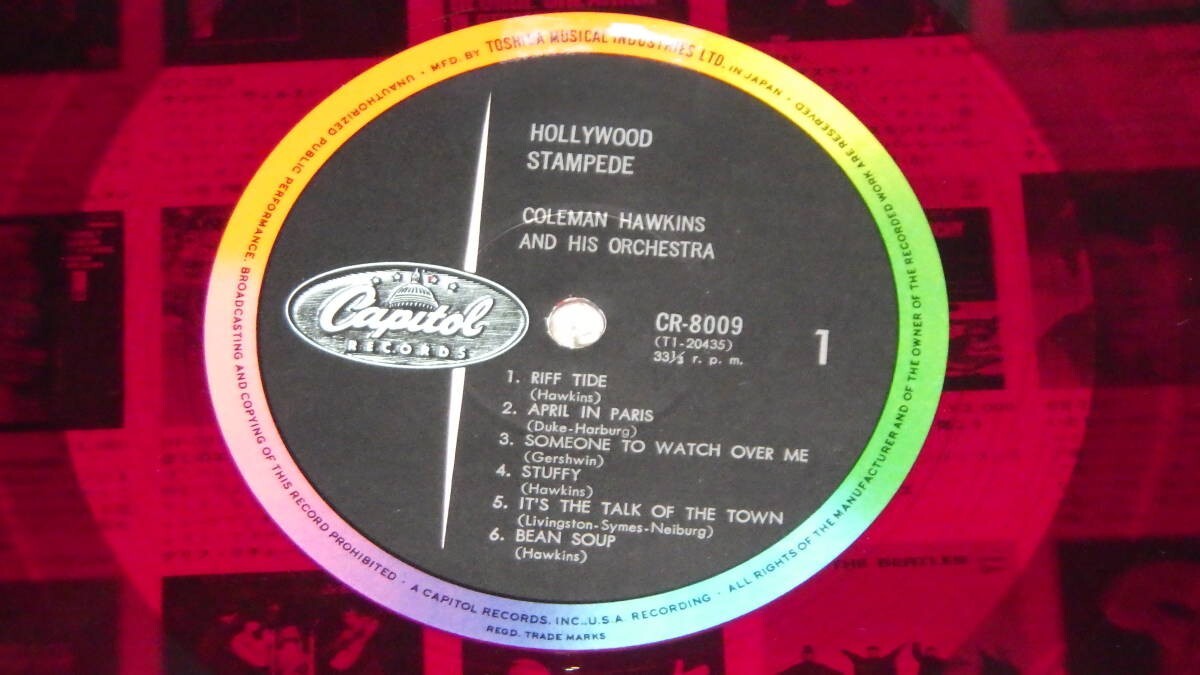 MFD. BY TOSHIBA MUSICAL INDUSTRIES LTD. IN JAPAN · ALL RIGHTS OF THE MANUFACTURER AND OF THE OWNER OF THE RECORDED WORK ARE RESERVED ·
UNAUTHORIZED PUBLIC PERFORMANCE, BROADCASTING AND COPYING OF THIS RECORD PROHIBITED ·
HOLLYWOOD
STAMPEDE
COLEMAN HAWKINS
AND HIS ORCHESTRA
Capitol
RECORDS
CR-8009
(T1-20435)
33⅓ r. p. m.
1
1. RIFF TIDE
(Hawkins)
2. APRIL IN PARIS
(Duke-Harburg)
3. SOMEONE TO WATCH OVER ME
(Gershwin)
4. STUFFY
(Hawkins)
5. IT'S THE TALK OF THE TOWN
(Livingston-Symes-Neiburg)
6. BEAN SOUP
(Hawkins)
A CAPITOL RECORDS, INC., U.S.A. RECORDING ·
REGD. TRADE MARKS
THE BEATLES